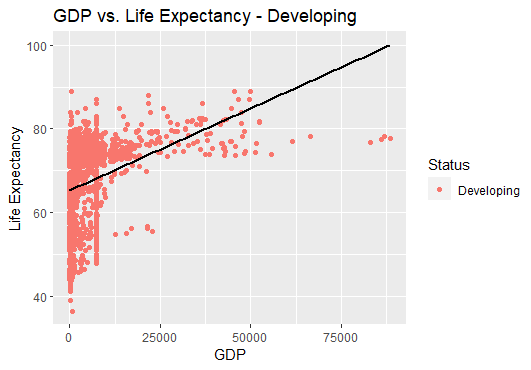 GDP vs. Life Expectancy - Developing
100
80
60
40
Life Expectancy
0
25000
50000
75000
GDP
Status
Developing